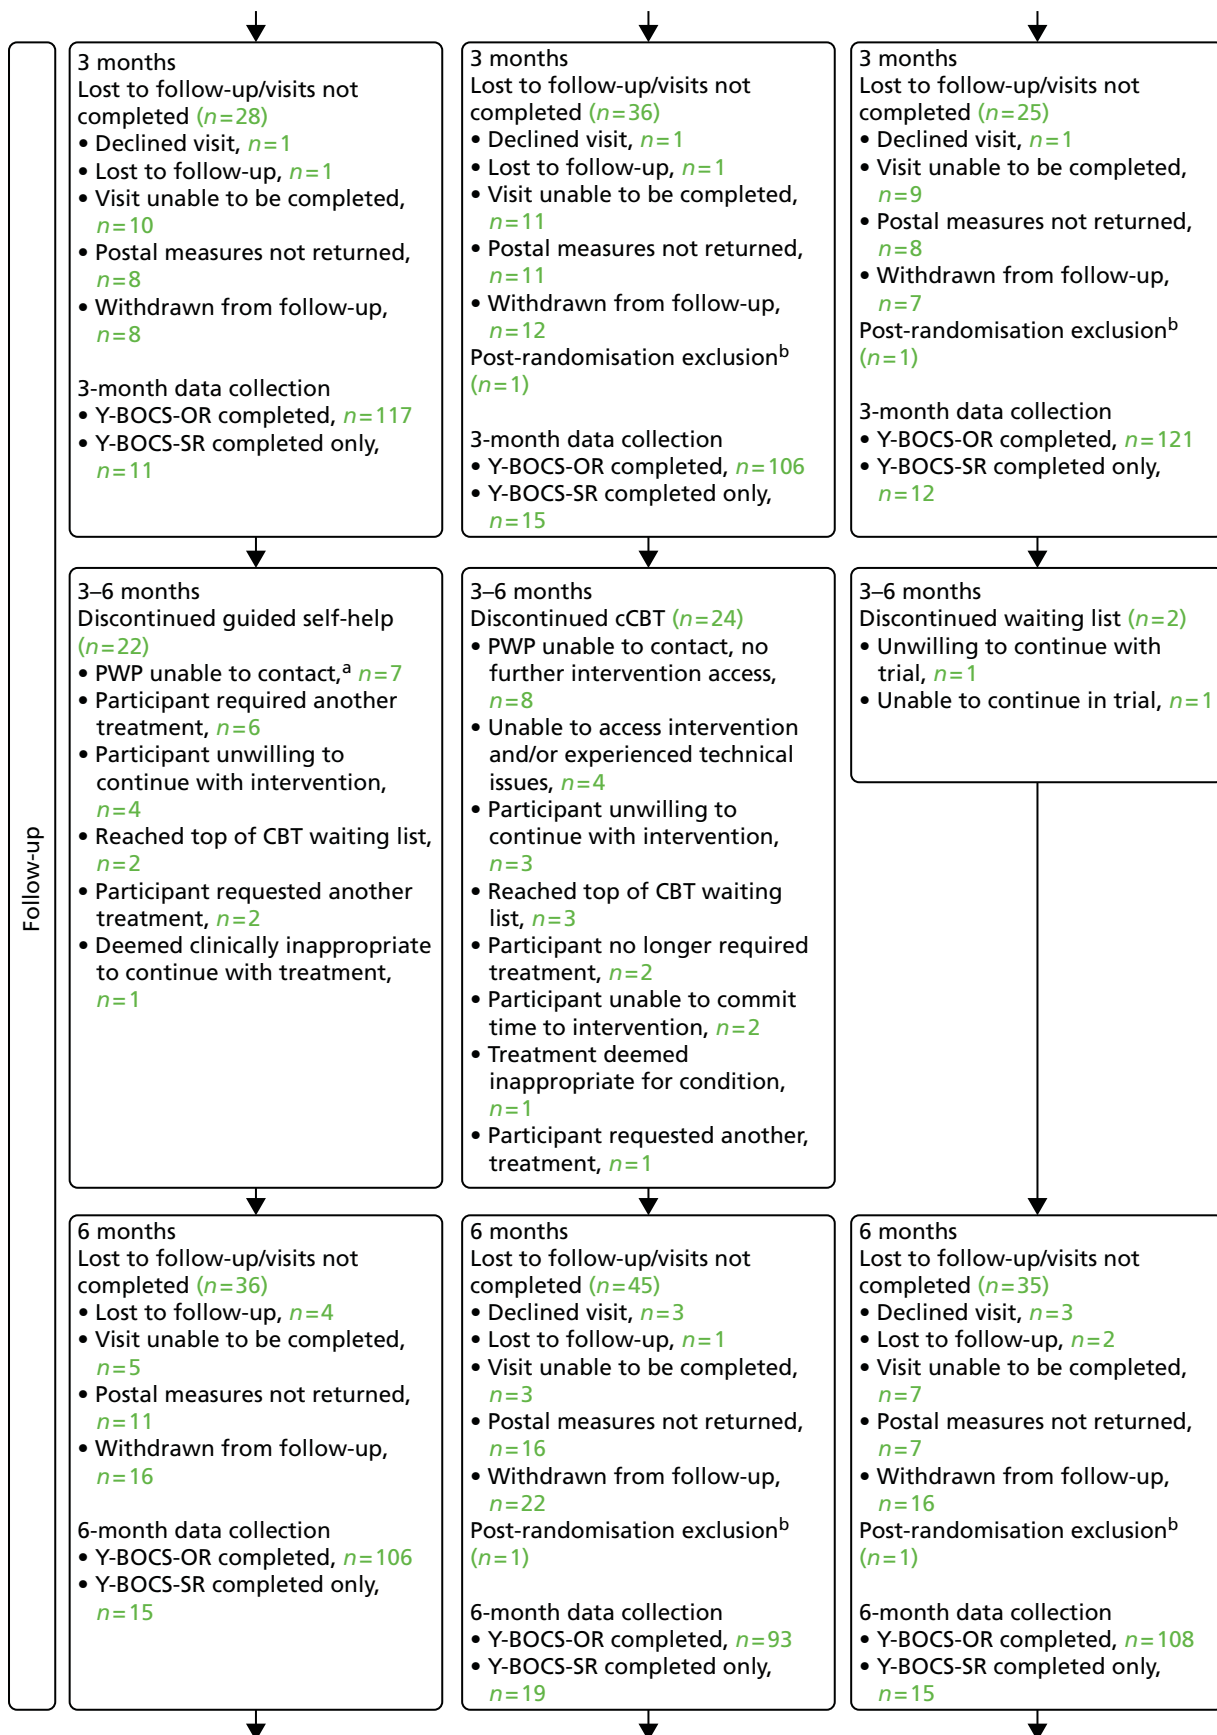 Follow-up
3 months
Lost to follow-up/visits not
completed (n=28)
• Declined visit, n=1
• Lost to follow-up, n=1
• Visit unable to be completed,
n=10
• Postal measures not returned,
n=8
• Withdrawn from follow-up,
n=8
3-month data collection
• Y-BOCS-OR completed, n=117
• Y-BOCS-SR completed only,
n=11
3 months
Lost to follow-up/visits not
completed (n=36)
• Declined visit, n=1
• Lost to follow-up, n=1
• Visit unable to be completed,
n=11
• Postal measures not returned,
n=11
• Withdrawn from follow-up,
n=12
Post-randomisation exclusionᵇ
(n=1)
3-month data collection
• Y-BOCS-OR completed, n=106
• Y-BOCS-SR completed only,
n=15
3 months
Lost to follow-up/visits not
completed (n=25)
• Declined visit, n=1
• Visit unable to be completed,
n=9
• Postal measures not returned,
n=8
• Withdrawn from follow-up,
n=7
Post-randomisation exclusionᵇ
(n=1)
3-month data collection
• Y-BOCS-OR completed, n=121
• Y-BOCS-SR completed only,
n=12
3–6 months
Discontinued guided self-help
(n=22)
• PWP unable to contact,ᵃ n=7
• Participant required another
treatment, n=6
• Participant unwilling to
continue with intervention,
n=4
• Reached top of CBT waiting list,
n=2
• Participant requested another
treatment, n=2
• Deemed clinically inappropriate
to continue with treatment,
n=1
3–6 months
Discontinued cCBT (n=24)
• PWP unable to contact, no
further intervention access,
n=8
• Unable to access intervention
and/or experienced technical
issues, n=4
• Participant unwilling to
continue with intervention,
n=3
• Reached top of CBT waiting
list, n=3
• Participant no longer required
treatment, n=2
• Participant unable to commit
time to intervention, n=2
• Treatment deemed
inappropriate for condition,
n=1
• Participant requested another,
treatment, n=1
3–6 months
Discontinued waiting list (n=2)
• Unwilling to continue with
trial, n=1
• Unable to continue in trial, n=1
6 months
Lost to follow-up/visits not
completed (n=36)
• Lost to follow-up, n=4
• Visit unable to be completed,
n=5
• Postal measures not returned,
n=11
• Withdrawn from follow-up,
n=16
6-month data collection
• Y-BOCS-OR completed, n=106
• Y-BOCS-SR completed only,
n=15
6 months
Lost to follow-up/visits not
completed (n=45)
• Declined visit, n=3
• Lost to follow-up, n=1
• Visit unable to be completed,
n=3
• Postal measures not returned,
n=16
• Withdrawn from follow-up,
n=22
Post-randomisation exclusionᵇ
(n=1)
6-month data collection
• Y-BOCS-OR completed, n=93
• Y-BOCS-SR completed only,
n=19
6 months
Lost to follow-up/visits not
completed (n=35)
• Declined visit, n=3
• Lost to follow-up, n=2
• Visit unable to be completed,
n=7
• Postal measures not returned,
n=7
• Withdrawn from follow-up,
n=16
Post-randomisation exclusionᵇ
(n=1)
6-month data collection
• Y-BOCS-OR completed, n=108
• Y-BOCS-SR completed only,
n=15